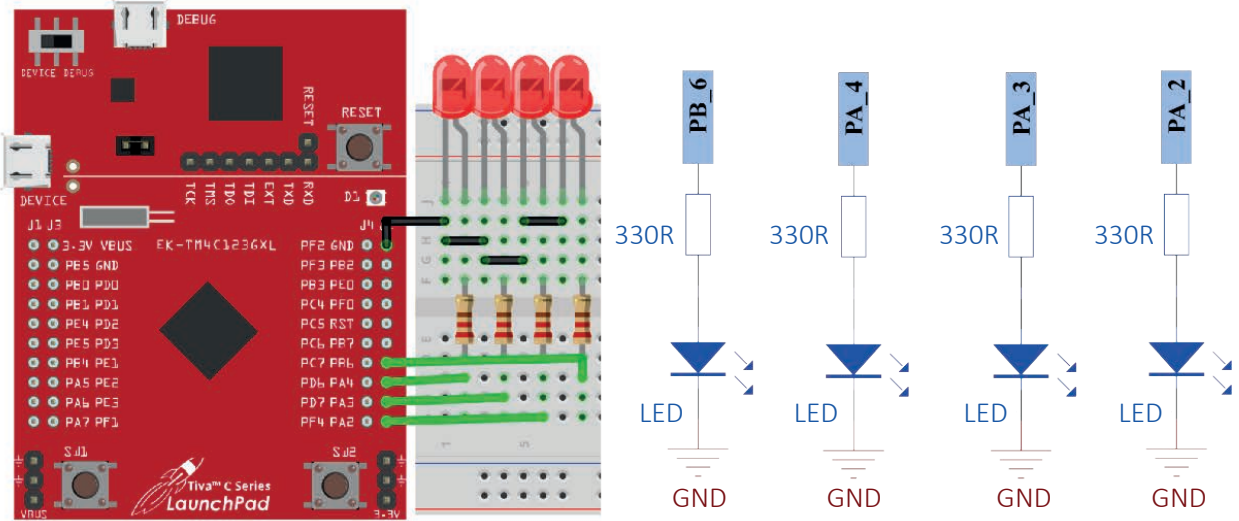 DEBUG
DEVICE DEBUG
RESET
RESET
TCK
TMS
TDO
TDI
EXT
TXD
RXD
DEVICE
D1
J1 J3
J4
3.3V VBUS
EK-TM4C123GXL
PF2 GND
PB5 GND
PF3 PB2
PB0 PD0
PB3 PE0
PB1 PD1
PC4 PF0
PE4 PD2
PC5 RST
PE5 PD3
PC6 PB7
PB4 PE1
PC7 PB6
PA5 PE2
PD6 PA4
PA6 PE3
PD7 PA3
PA7 PF1
PF4 PA2
SW1
SW2
Tiva™ C Series
LaunchPad
VBUS
3.3V
J
H
G
F
E
1
5
PB_6
PA_4
PA_3
PA_2
330R
330R
330R
330R
LED
LED
LED
LED
GND
GND
GND
GND